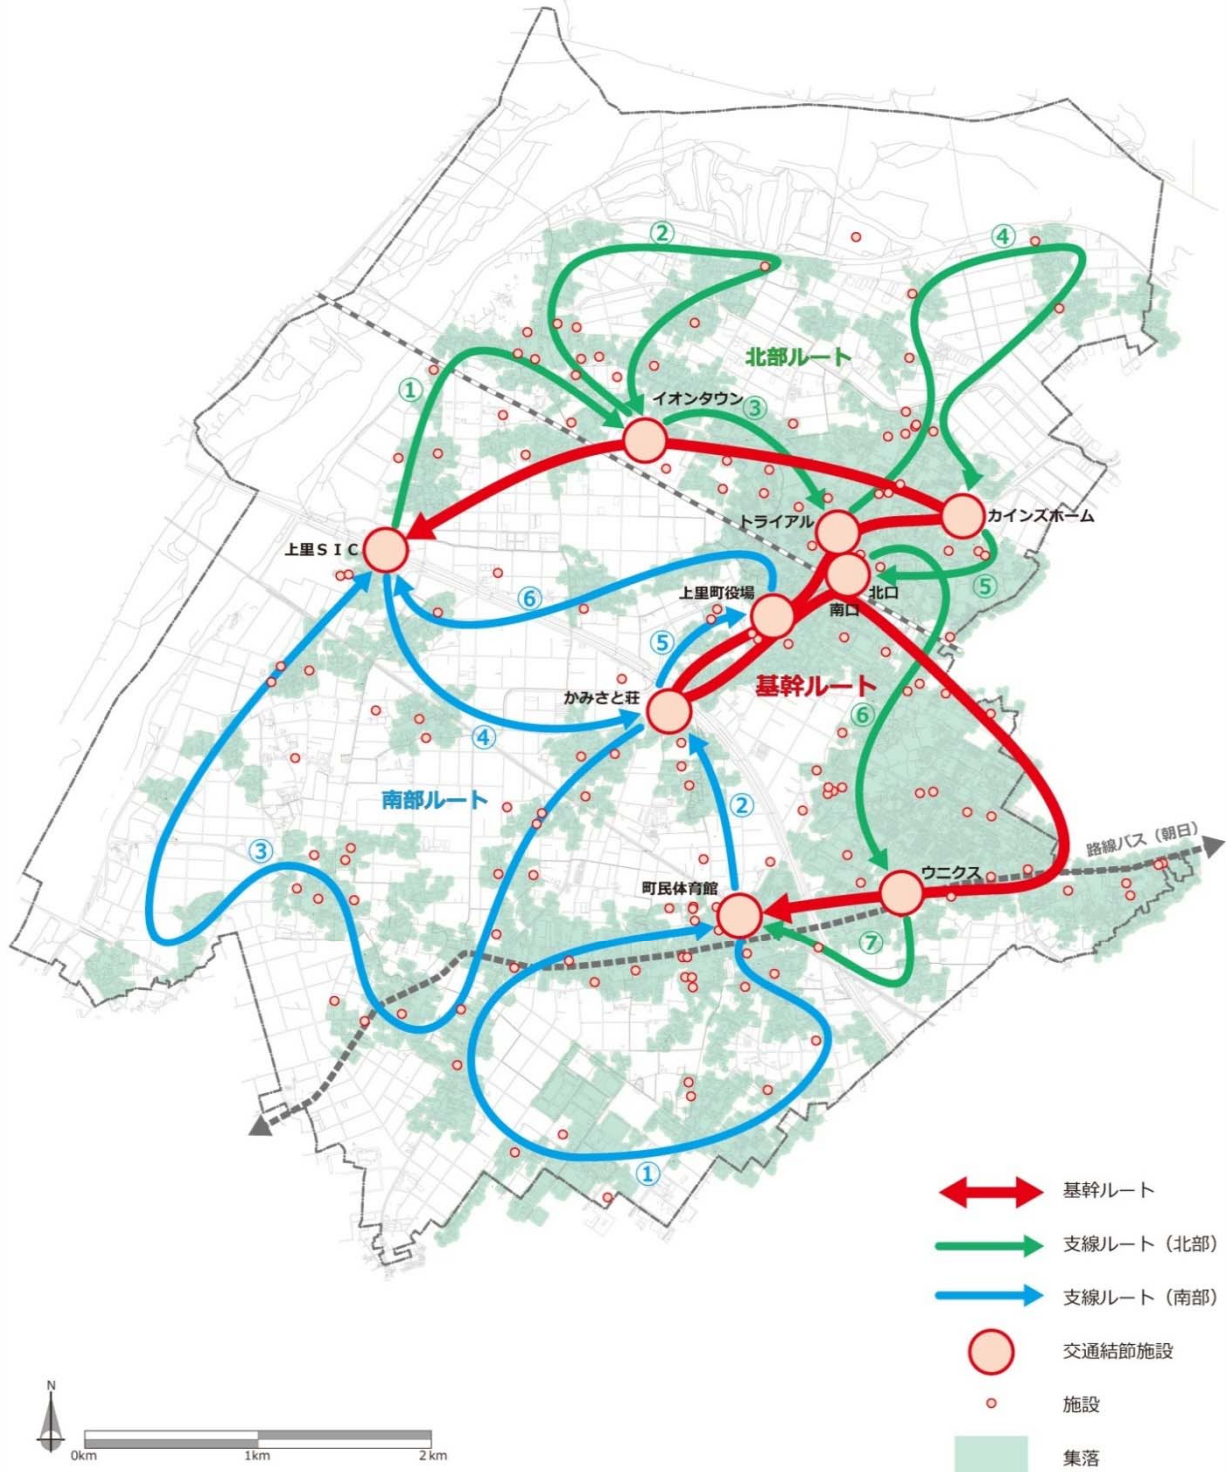 ②
④
北部ルート
①
イオンタウン
③
トライアル
カインズホーム
上里ＳＩＣ
⑤
上里町役場
北口
南口
⑥
⑤
基幹ルート
かみさと荘
⑥
④
南部ルート
②
路線バス（朝日）
③
ウニクス
町民体育館
⑦
①
基幹ルート
支線ルート（北部）
支線ルート（南部）
交通結節施設
施設
集落
N
0km 1km 2km